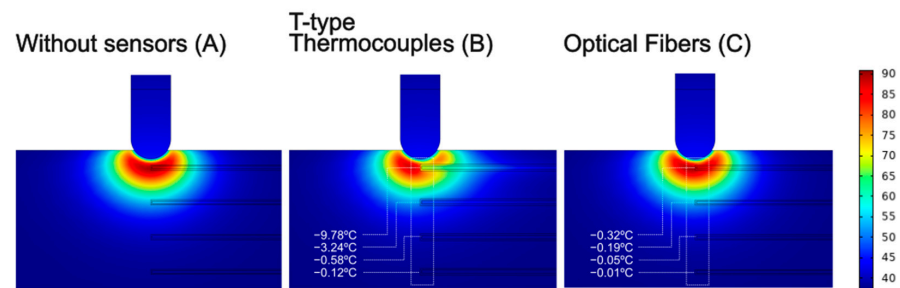 Without sensors (A)
T-type
Thermocouples (B)
Optical Fibers (C)
−9.78ºC
−3.24ºC
−0.58ºC
−0.12ºC
−0.32ºC
−0.19ºC
−0.05ºC
−0.01ºC
90
85
80
75
70
65
60
55
50
45
40